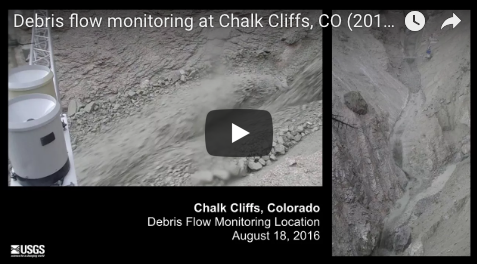 Debris flow monitoring at Chalk Cliffs, CO (201...
Chalk Cliffs, Colorado
Debris Flow Monitoring Location
August 18, 2016
USGS